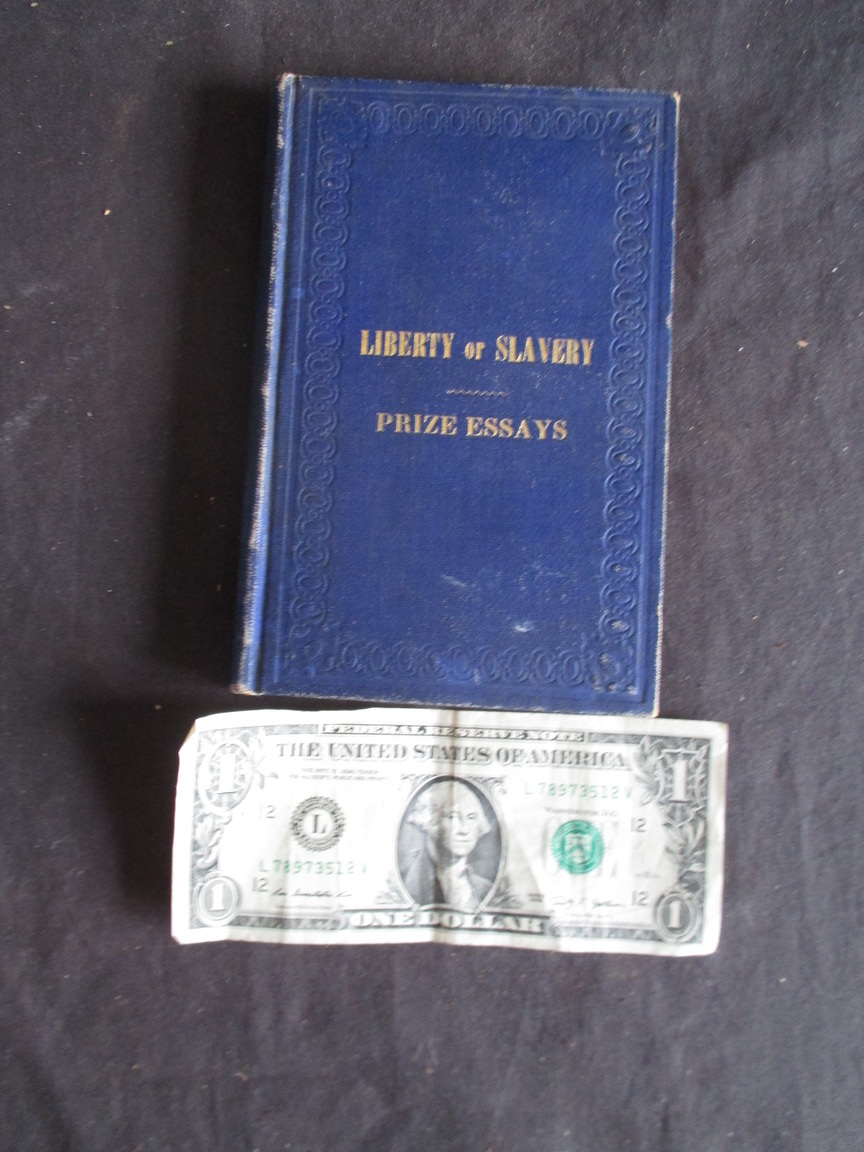 LIBERTY or SLAVERY
PRIZE ESSAYS
FEDERAL RESERVE NOTE
THE UNITED STATES OF AMERICA
L 78973512 V
1
1
12
L
12
L 78973512 V
12
12
1
ONE DOLLAR
1